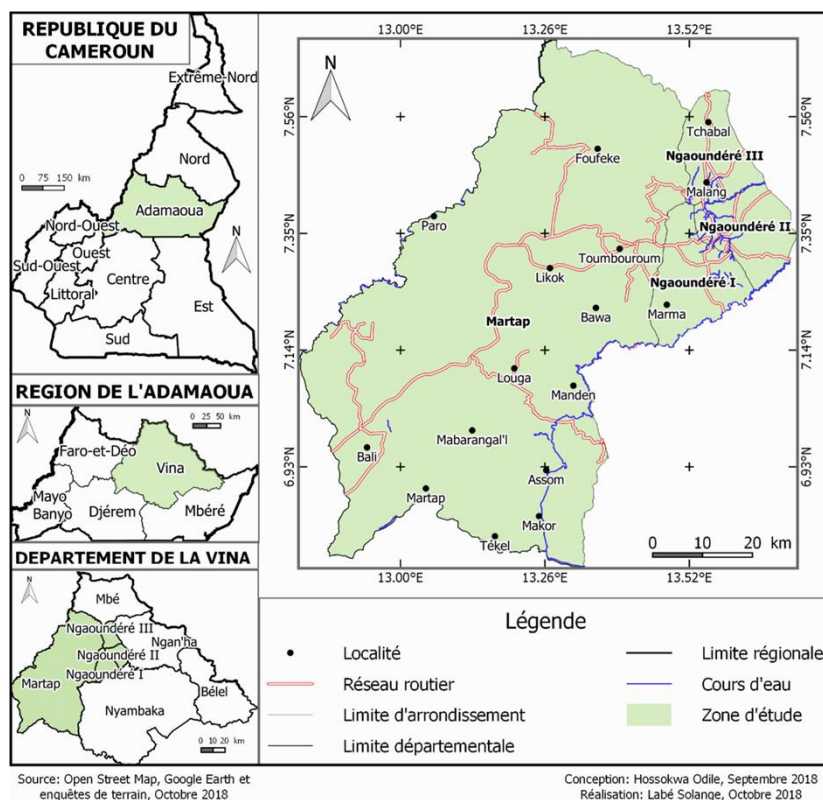 REPUBLIQUE DU
CAMEROUN
N
Extrême-Nord
0 75 150 km
Nord
Adamaoua
Nord-Ouest
Ouest
Sud-Ouest
Centre
Littoral
Est
Sud
REGION DE L'ADAMAOUA
N
0 25 50 km
Faro-et-Déo
Vina
Mayo
Banyo
Djérem
Mbéré
DEPARTEMENT DE LA VINA
N
Mbé
Ngaoundéré III
Ngan'ha
Ngaoundéré II
Ngaoundéré I
Martap
Bélel
Nyambaka
0 10 20 km
13.00°E 13.26°E 13.52°E
N
7.56°N 7.56°N
Tchabal
Foufeke
Ngaoundéré III
Malang
Paro
Ngaoundéré II
7.35°N 7.35°N
Toumbouroum
Likok
Ngaoundéré I
Martap
Bawa
Marma
7.14°N 7.14°N
Louga
Manden
Mabarangal'l
Bali
6.93°N 6.93°N
Assom
Martap
Makor
Tékel
0 10 20 km
13.00°E 13.26°E 13.52°E
Légende
Localité
Réseau routier
Limite d'arrondissement
Limite départementale
Limite régionale
Cours d'eau
Zone d'étude
Source: Open Street Map, Google Earth et
enquêtes de terrain, Octobre 2018
Conception: Hossokwa Odile, Septembre 2018
Réalisation: Labé Solange, Octobre 2018